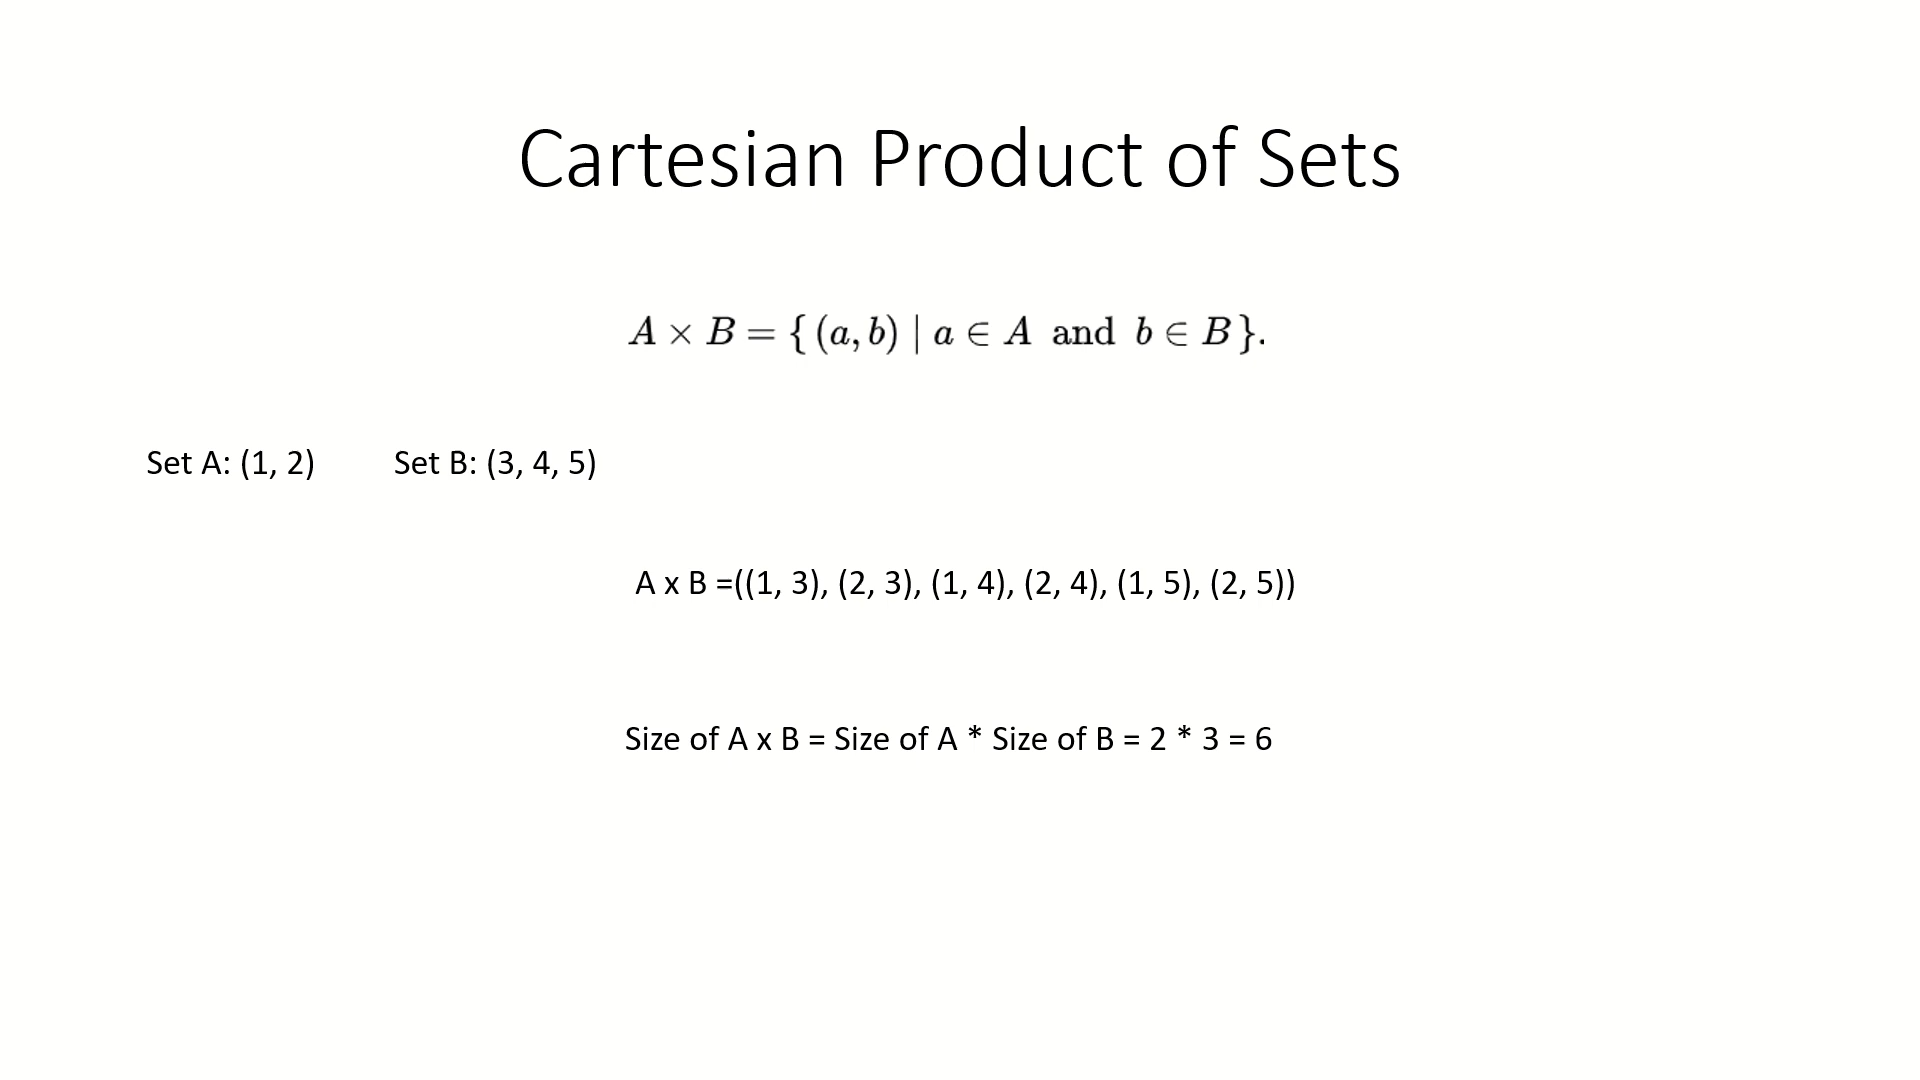 Cartesian Product of Sets
A × B = { (a, b) | a ∈ A and b ∈ B }.
Set A: (1, 2) Set B: (3, 4, 5)
A x B =((1, 3), (2, 3), (1, 4), (2, 4), (1, 5), (2, 5))
Size of A x B = Size of A * Size of B = 2 * 3 = 6